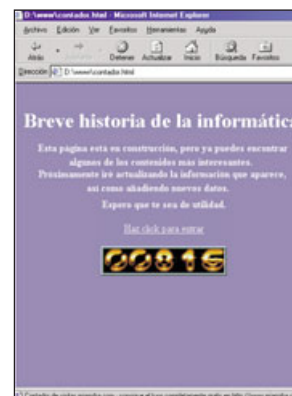 D:\www\contador.html - Microsoft Internet Explorer
Archivo Edición Ver Favoritos Herramientas Ayuda
Atrás Detener Actualizar Inicio Búsqueda Favoritos
Dirección D:\www\contador.html
Breve historia de la informática
Esta página está en construcción, pero ya puedes encontrar
algunos de los contenidos más interesantes.
Próximamente iré actualizando la información que aparece,
así como añadiendo nuevos datos.
Espero que te sea de utilidad.
Haz click para entrar
00816